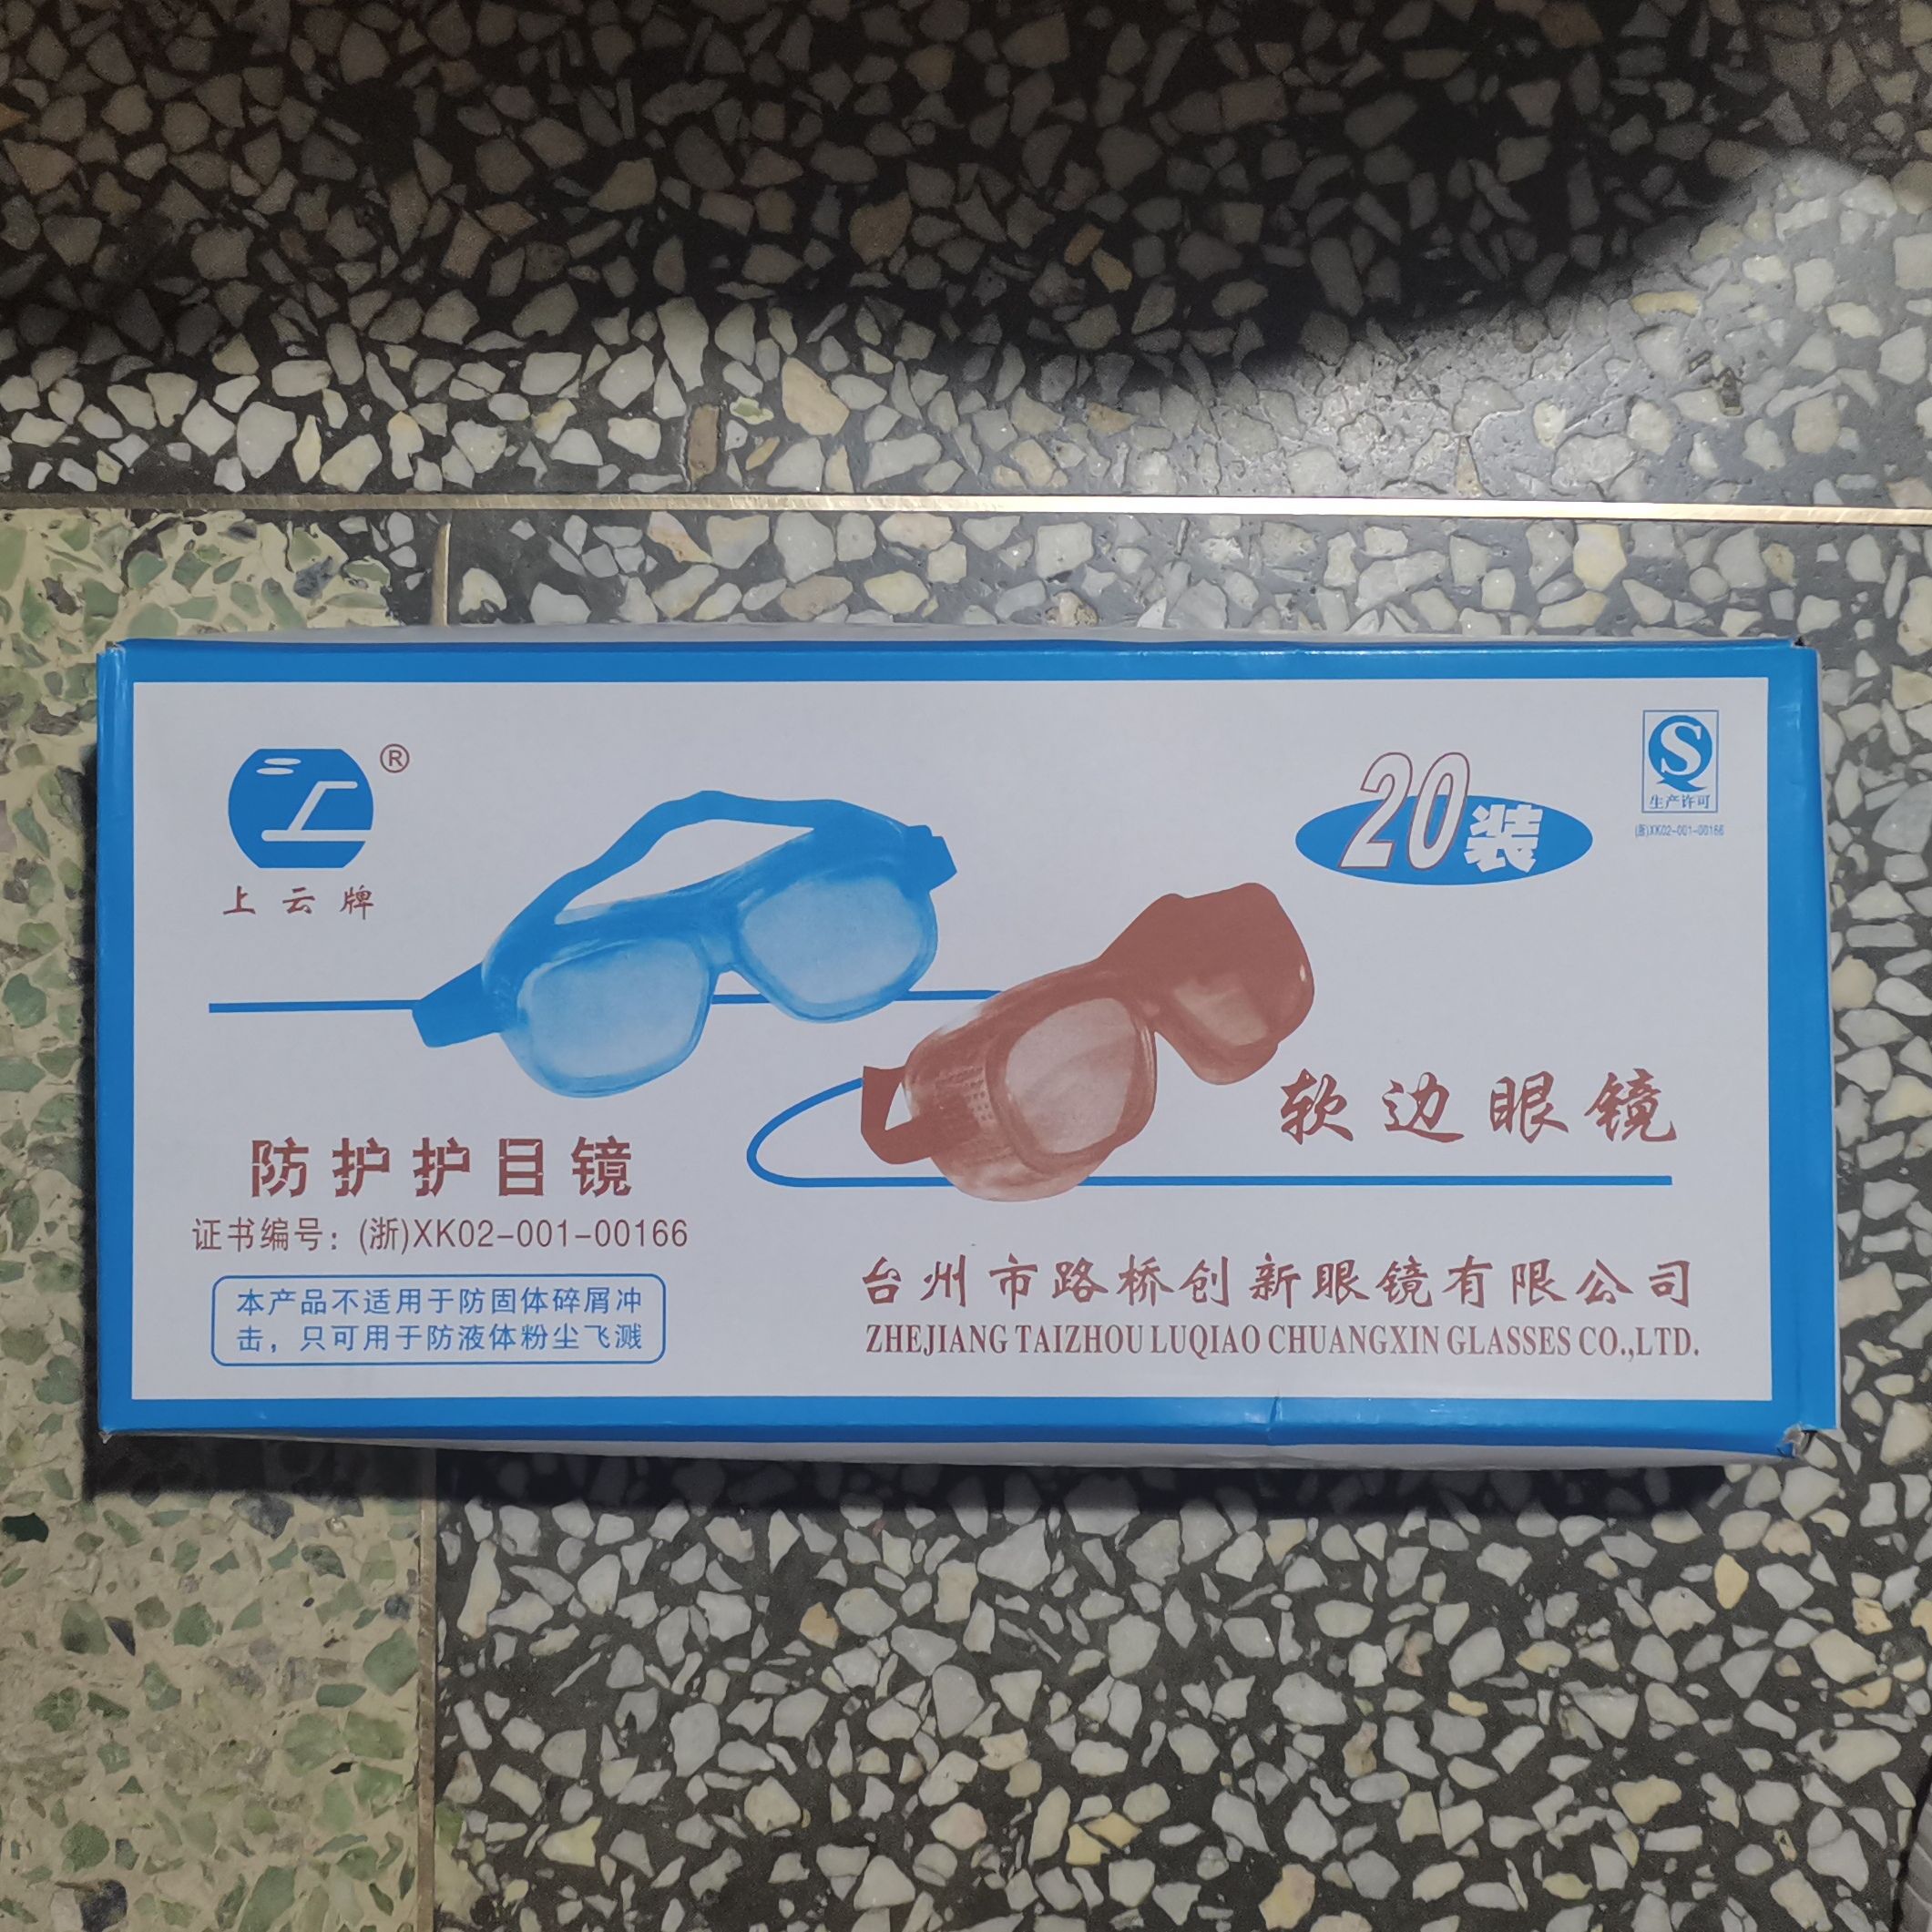 ®
上云牌
20装
QS
生产许可
(浙)XK02-001-00166
软边眼镜
防护护目镜
证书编号：(浙)XK02-001-00166
本产品不适用于防固体碎屑冲
击，只可用于防液体粉尘飞溅
台州市路桥创新眼镜有限公司
ZHEJIANG TAIZHOU LUQIAO CHUANGXIN GLASSES CO.,LTD.